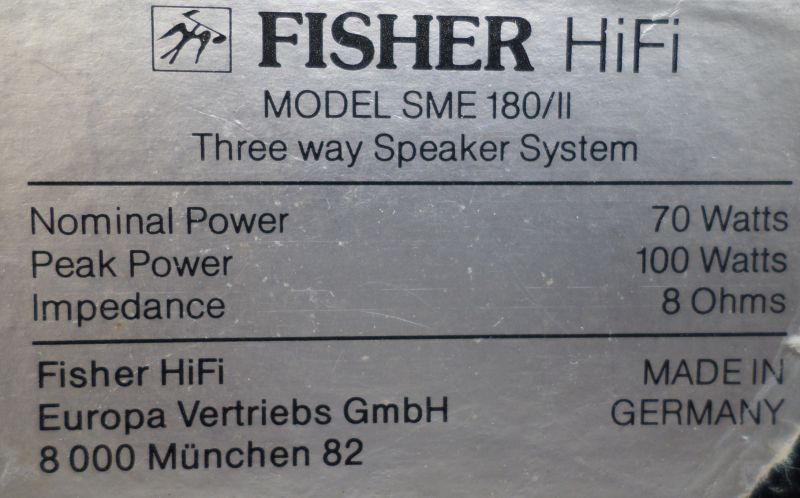 FISHER HiFi
MODEL SME 180/II
Three way Speaker System
Nominal Power 70 Watts
Peak Power 100 Watts
Impedance 8 Ohms
Fisher HiFi MADE IN
Europa Vertriebs GmbH GERMANY
8 000 München 82